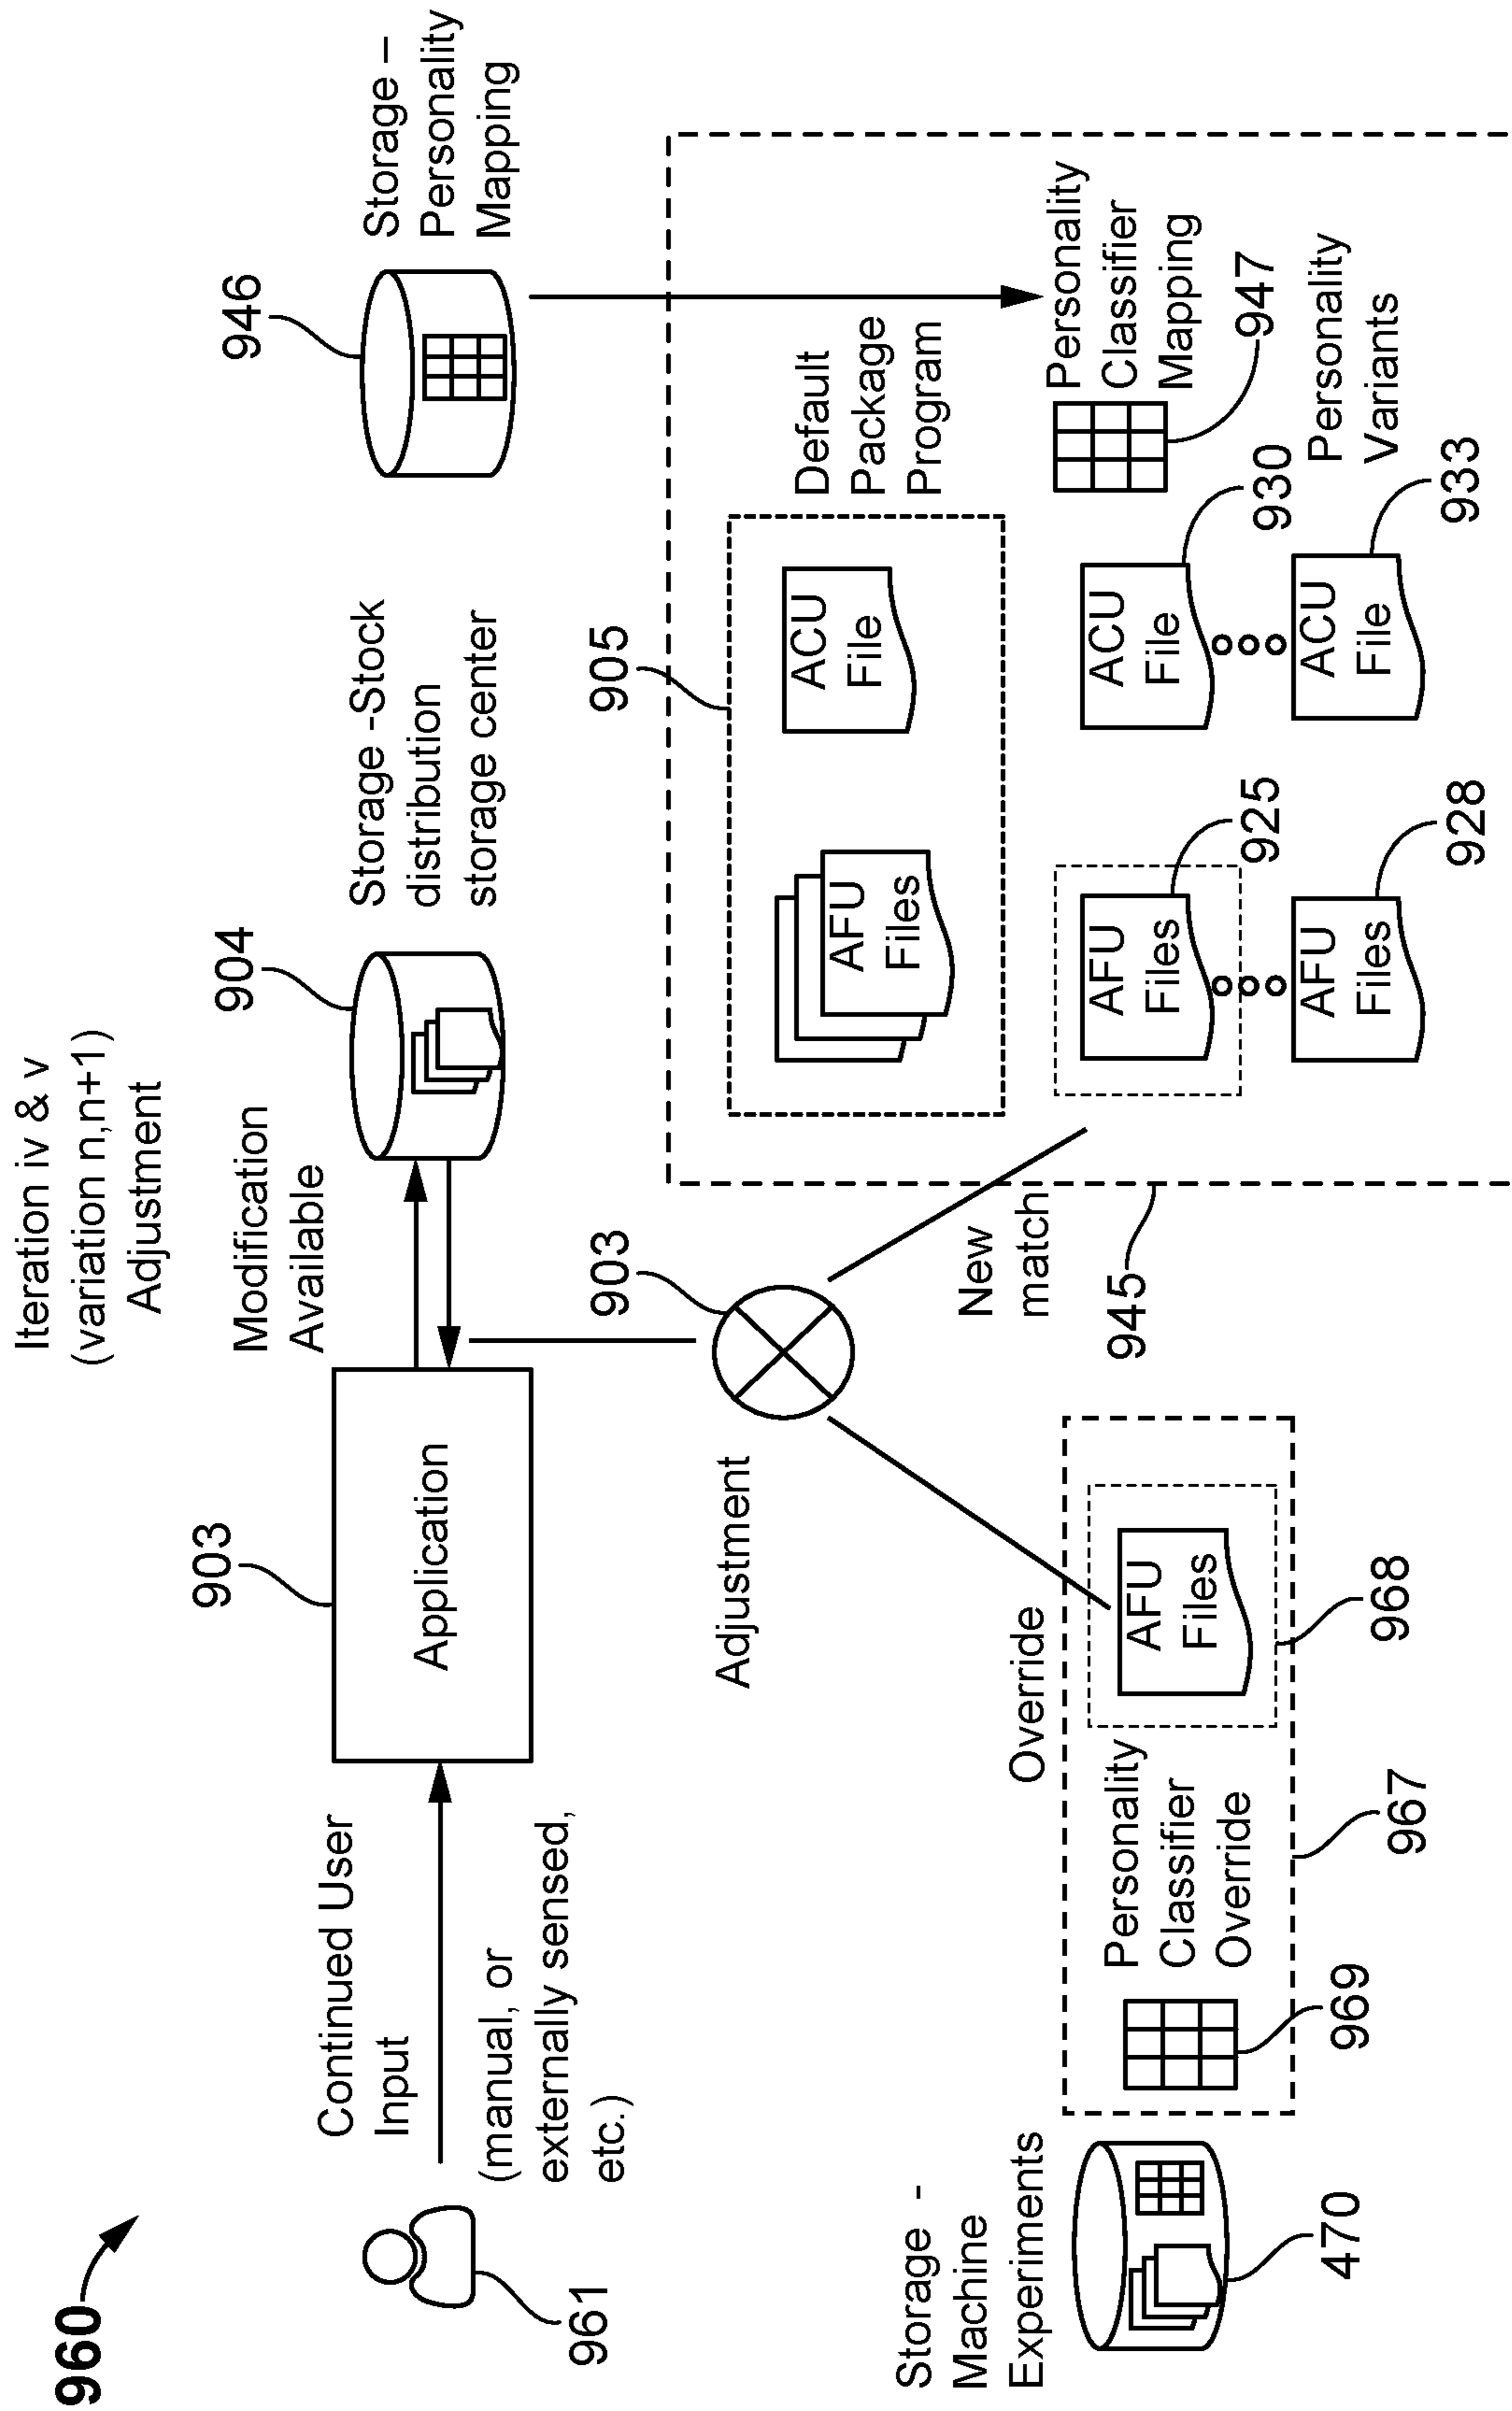 960
Iteration iv & v
(variation n,n+1)
Adjustment
961
Continued User
Input
(manual, or
externally sensed,
etc.)
903
Application
Modification
Available
904
Storage -Stock
distribution
storage center
946
Storage –
Personality
Mapping
903
Adjustment
Override
New
match
905
AFU
Files
ACU
File
Default
Package
Program
945
AFU
Files
925
ACU
File
930
Personality
Classifier
Mapping
947
AFU
Files
928
ACU
File
933
Personality
Variants
Storage -
Machine
Experiments
470
969
Personality
Classifier
Override
967
AFU
Files
968